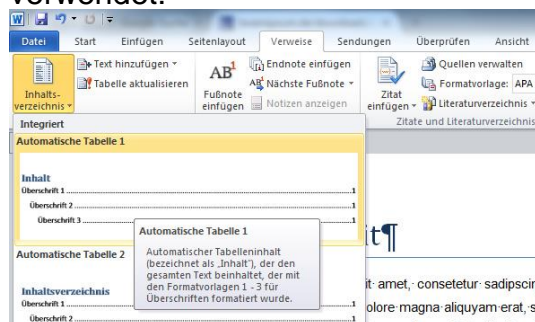 verwendet.
W
Datei Start Einfügen Seitenlayout Verweise Sendungen Überprüfen Ansicht
Inhalts-
verzeichnis
Text hinzufügen
Tabelle aktualisieren
AB1
Fußnote
einfügen
Endnote einfügen
Nächste Fußnote
Notizen anzeigen
Zitat
einfügen
Quellen verwalten
Formatvorlage: APA
Literaturverzeichnis
Zitate und Literaturverzeichnis
Integriert
Automatische Tabelle 1
Inhalt
Überschrift 1 1
Überschrift 2 1
Überschrift 3 1
Automatische Tabelle 1
Automatischer Tabelleninhalt
(bezeichnet als „Inhalt“), der den
gesamten Text beinhaltet, der mit
den Formatvorlagen 1 - 3 für
Überschriften formatiert wurde.
Automatische Tabelle 2
Inhaltsverzeichnis
Überschrift 1 1
Überschrift 2 1
it¶
it· amet,· consetetur· sadipscin
olore·magna·aliquyam·erat,·s